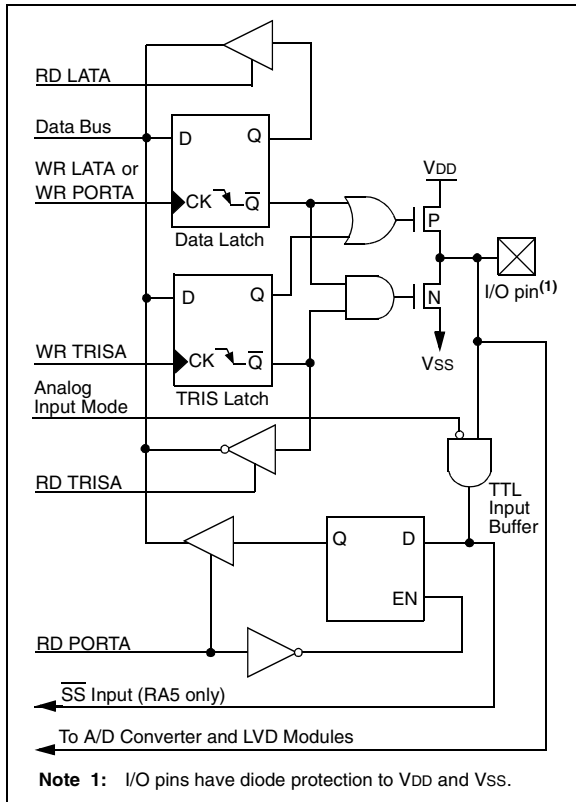 RD LATA
Data Bus
D Q
WR LATA or
WR PORTA
CK Q
Data Latch
VDD
P
I/O pin(1)
N
VSS
D Q
WR TRISA
CK Q
TRIS Latch
Analog
Input Mode
RD TRISA
TTL
Input
Buffer
Q D
EN
RD PORTA
SS Input (RA5 only)
To A/D Converter and LVD Modules
Note 1: I/O pins have diode protection to VDD and VSS.